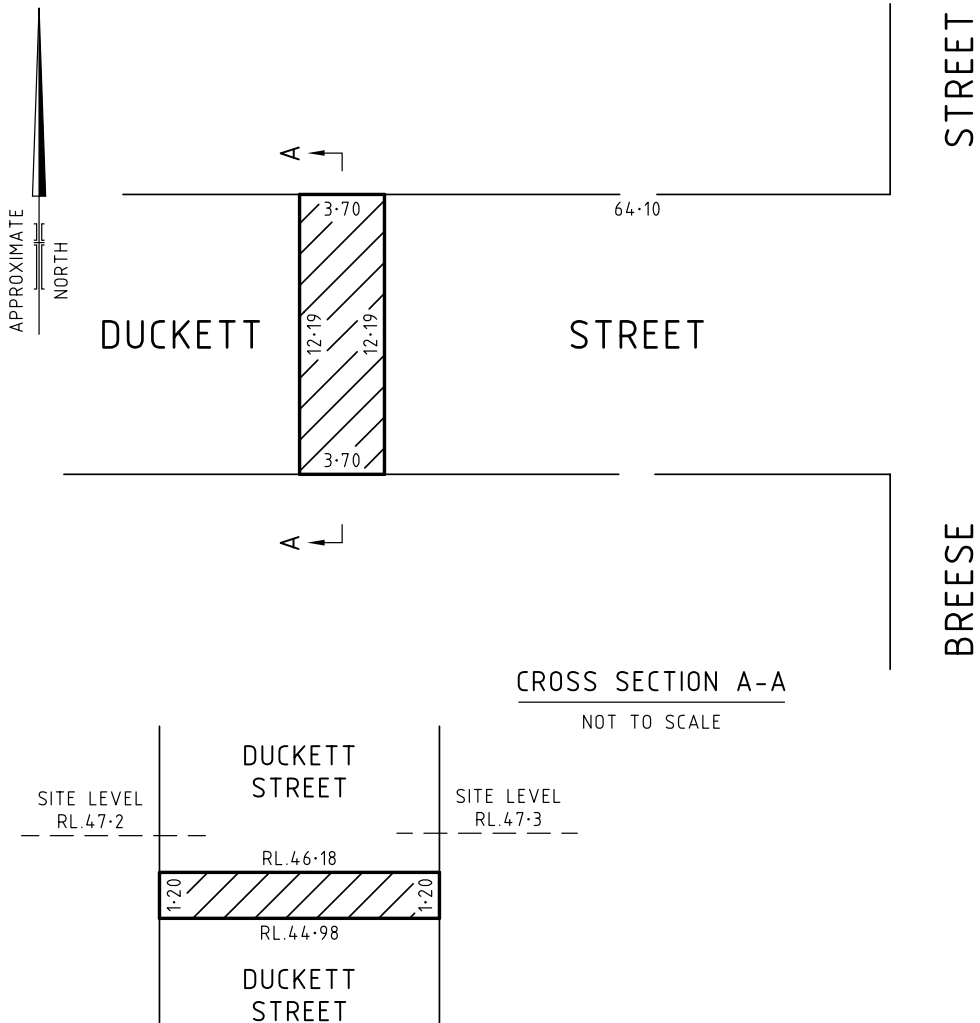 STREET
A
3·70
64·10
APPROXIMATE
NORTH
DUCKETT
12·19
12·19
STREET
3·70
A
BREESE
CROSS SECTION A-A
NOT TO SCALE
DUCKETT
STREET
SITE LEVEL
RL.47·2
SITE LEVEL
RL.47·3
RL.46·18
1·20
1·20
RL.44·98
DUCKETT
STREET